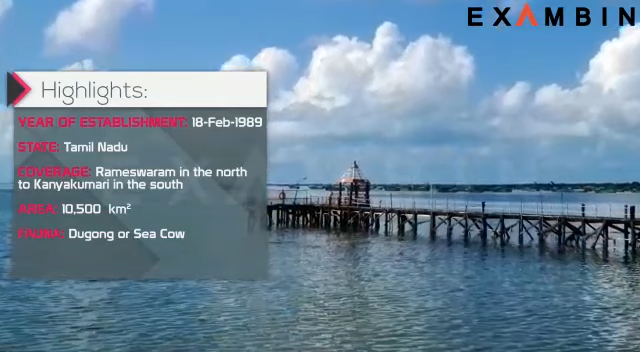 EXAMBIN
Highlights:
YEAR OF ESTABLISHMENT: 18-Feb-1989
STATE: Tamil Nadu
COVERAGE: Rameswaram in the north
to Kanyakumari in the south
AREA: 10,500 km²
FAUNA: Dugong or Sea Cow